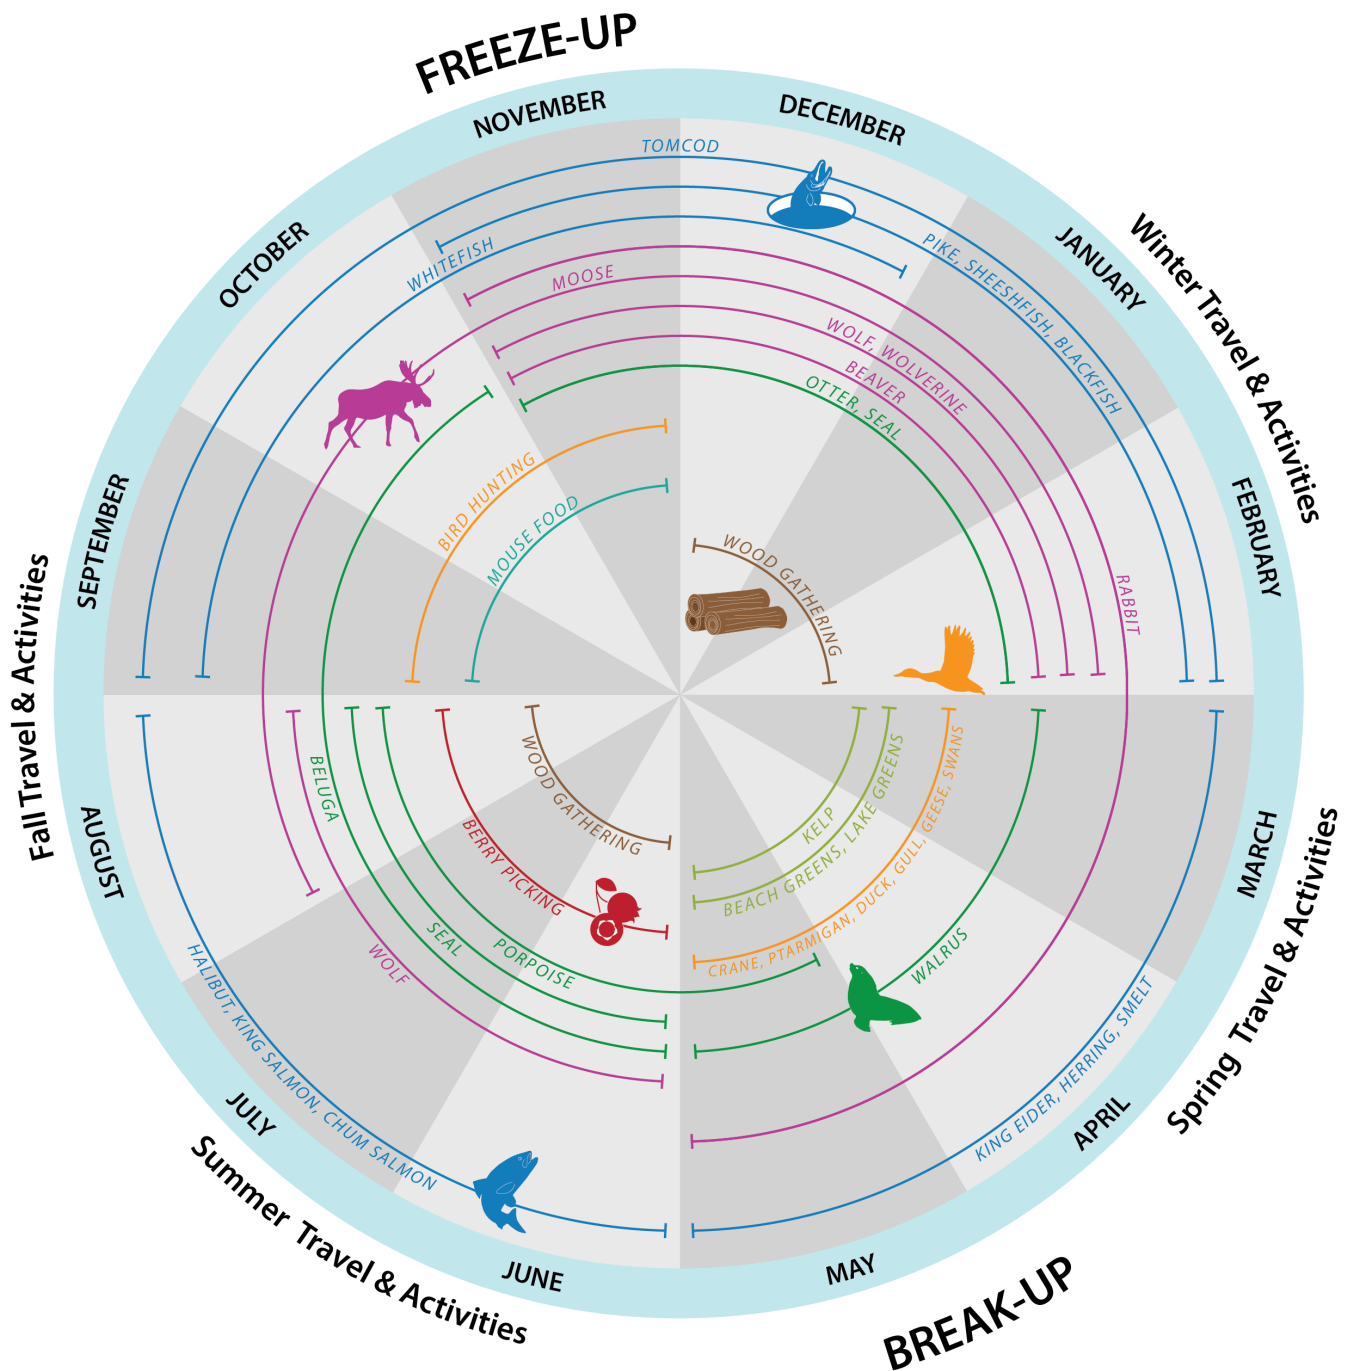 FREEZE-UP
NOVEMBER
DECEMBER
JANUARY
FEBRUARY
MARCH
APRIL
MAY
JUNE
JULY
AUGUST
SEPTEMBER
OCTOBER
Winter Travel & Activities
Spring Travel & Activities
BREAK-UP
Summer Travel & Activities
Fall Travel & Activities
TOMCOD
PIKE, SHEESHFISH, BLACKFISH
WHITEFISH
MOOSE
WOLF, WOLVERINE
BEAVER
OTTER, SEAL
RABBIT
BIRD HUNTING
MOUSE FOOD
WOOD GATHERING
KELP
BEACH GREENS, LAKE GREENS
CRANE, PTARMIGAN, DUCK, GULL, GEESE, SWANS
WALRUS
KING EIDER, HERRING, SMELT
WOOD GATHERING
BERRY PICKING
PORPOISE
SEAL
BELUGA
WOLF
HALIBUT, KING SALMON, CHUM SALMON